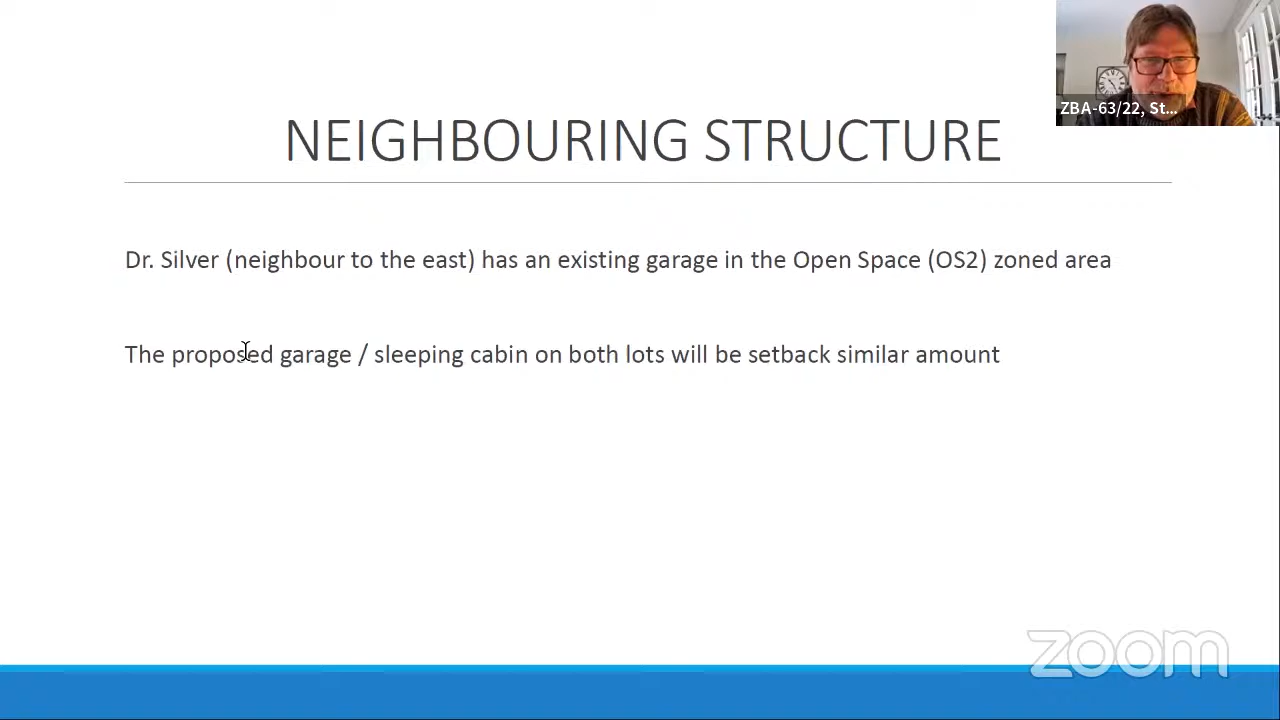 ZBA-63/22, St...
NEIGHBOURING STRUCTURE
Dr. Silver (neighbour to the east) has an existing garage in the Open Space (OS2) zoned area
The proposed garage / sleeping cabin on both lots will be setback similar amount
zoom